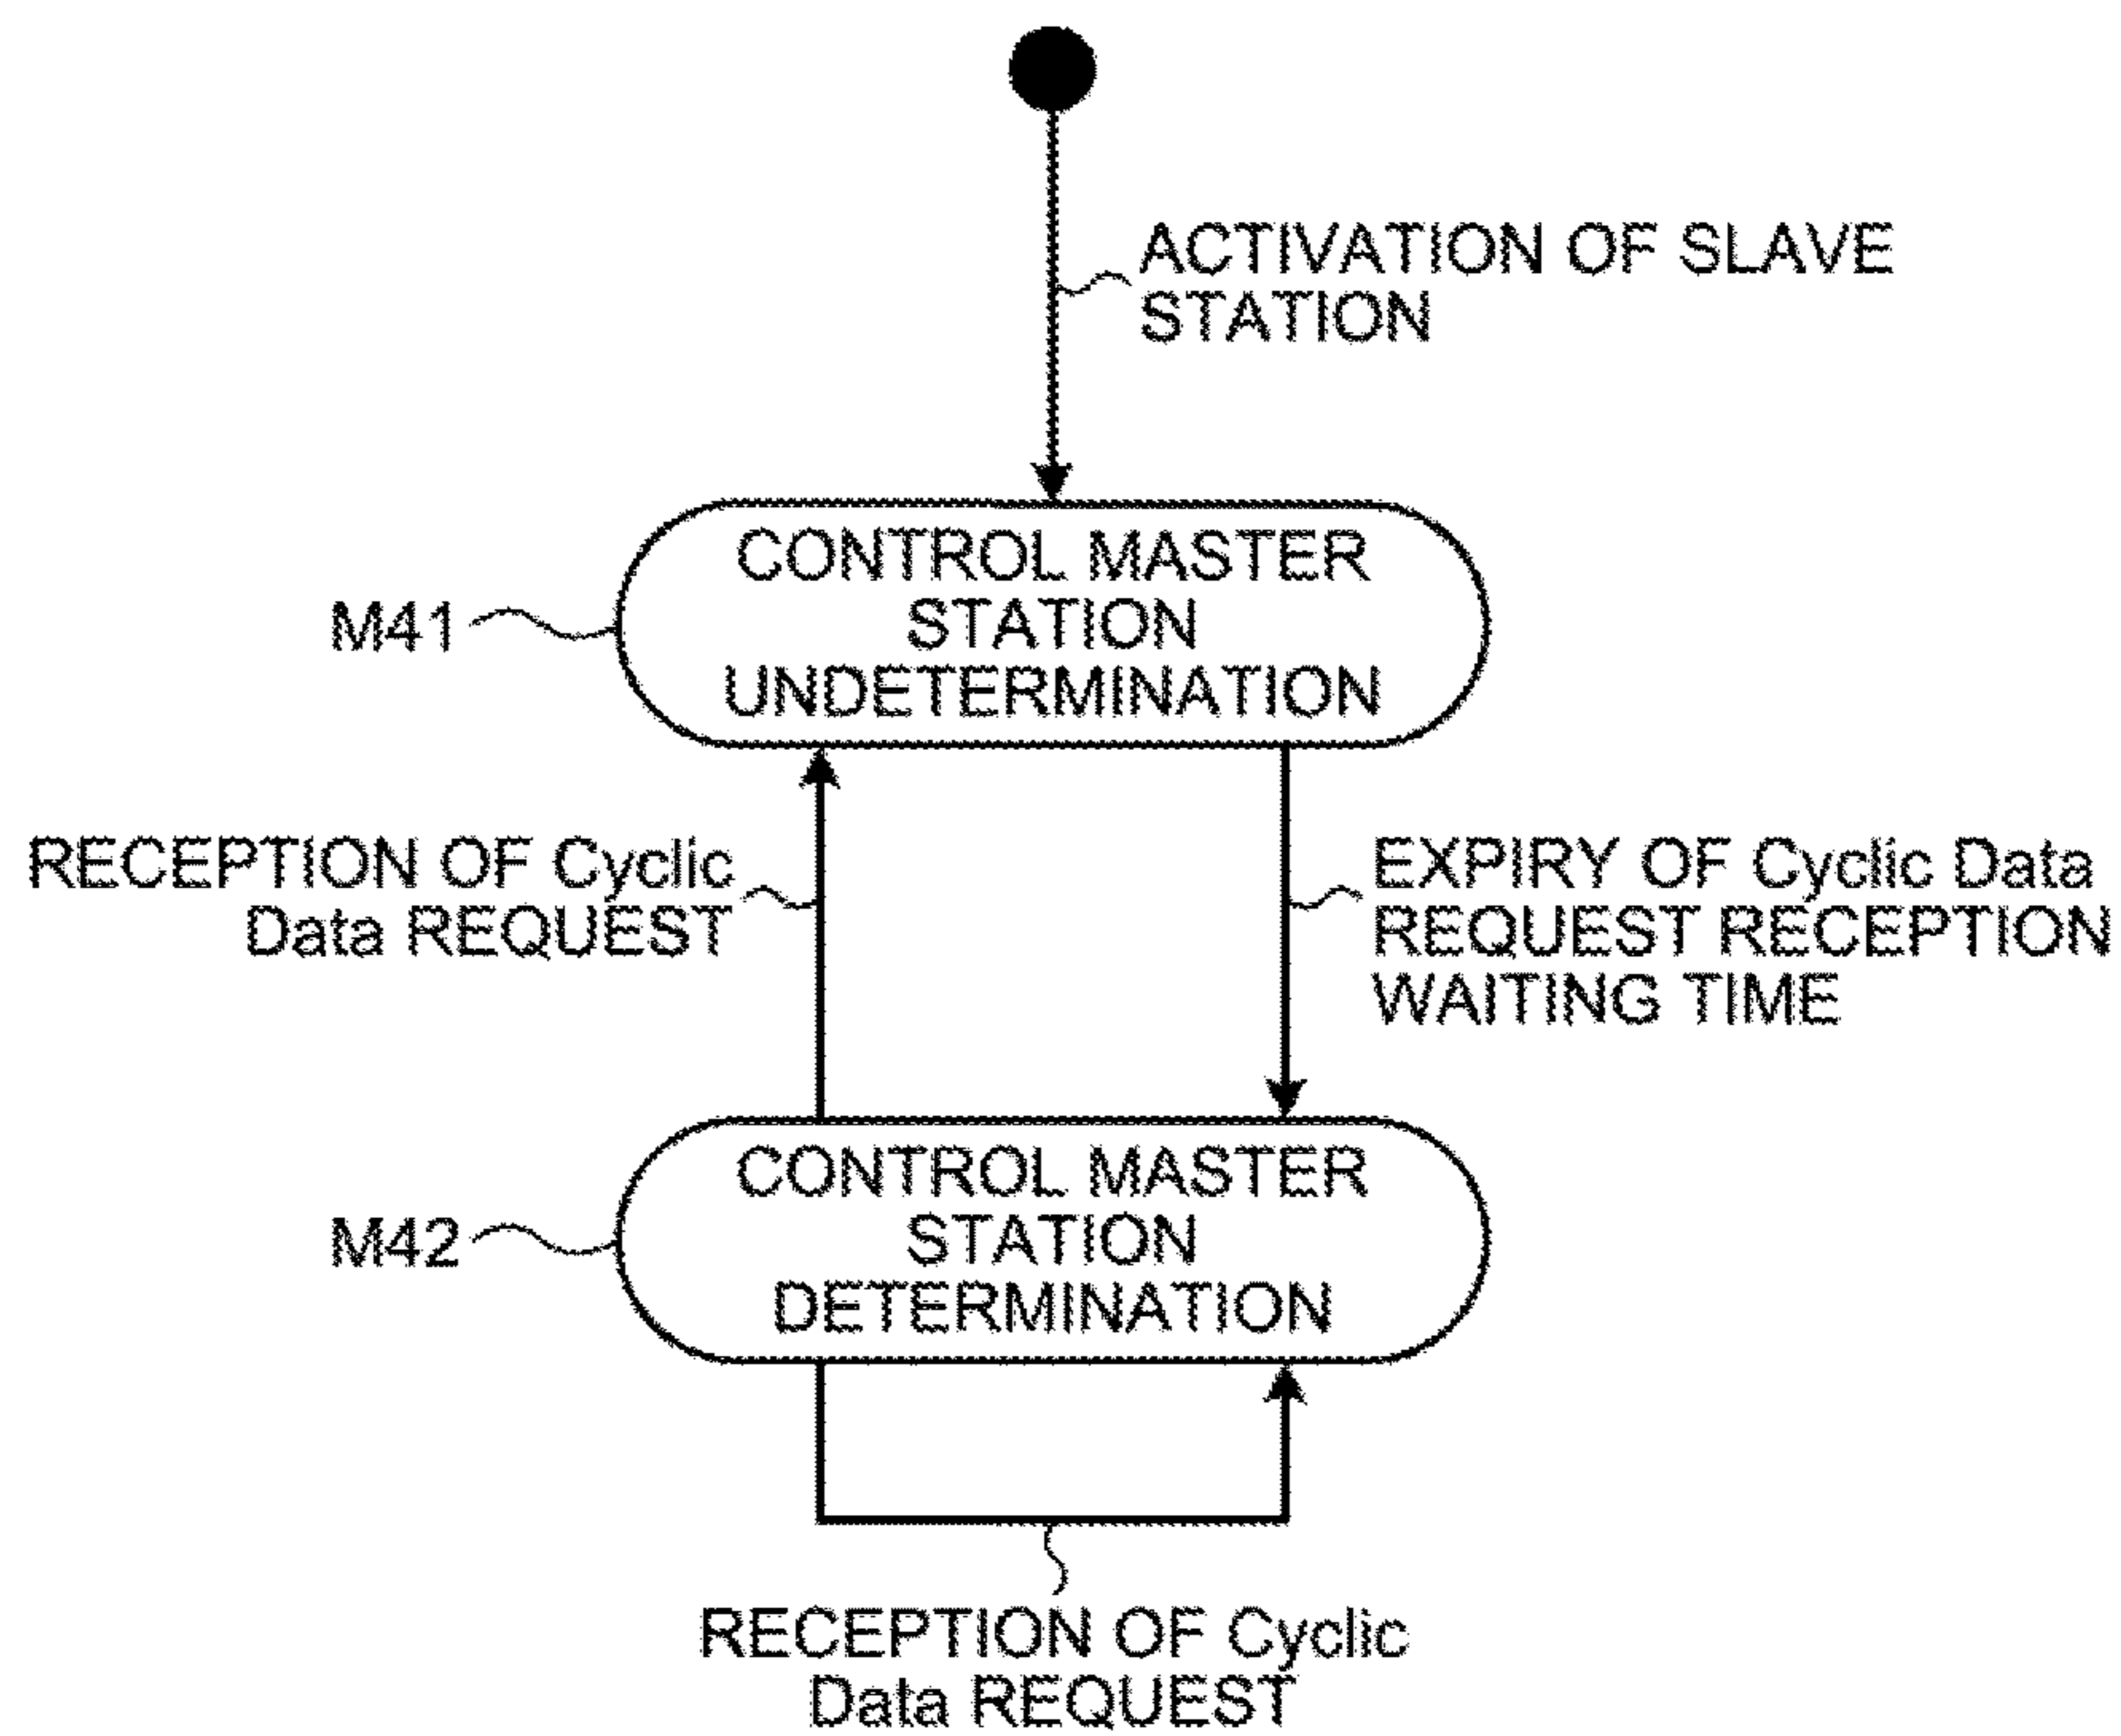 ACTIVATION OF SLAVE
STATION
CONTROL MASTER
STATION
UNDETERMINATION
M41
RECEPTION OF Cyclic
Data REQUEST
EXPIRY OF Cyclic Data
REQUEST RECEPTION
WAITING TIME
CONTROL MASTER
STATION
DETERMINATION
M42
RECEPTION OF Cyclic
Data REQUEST